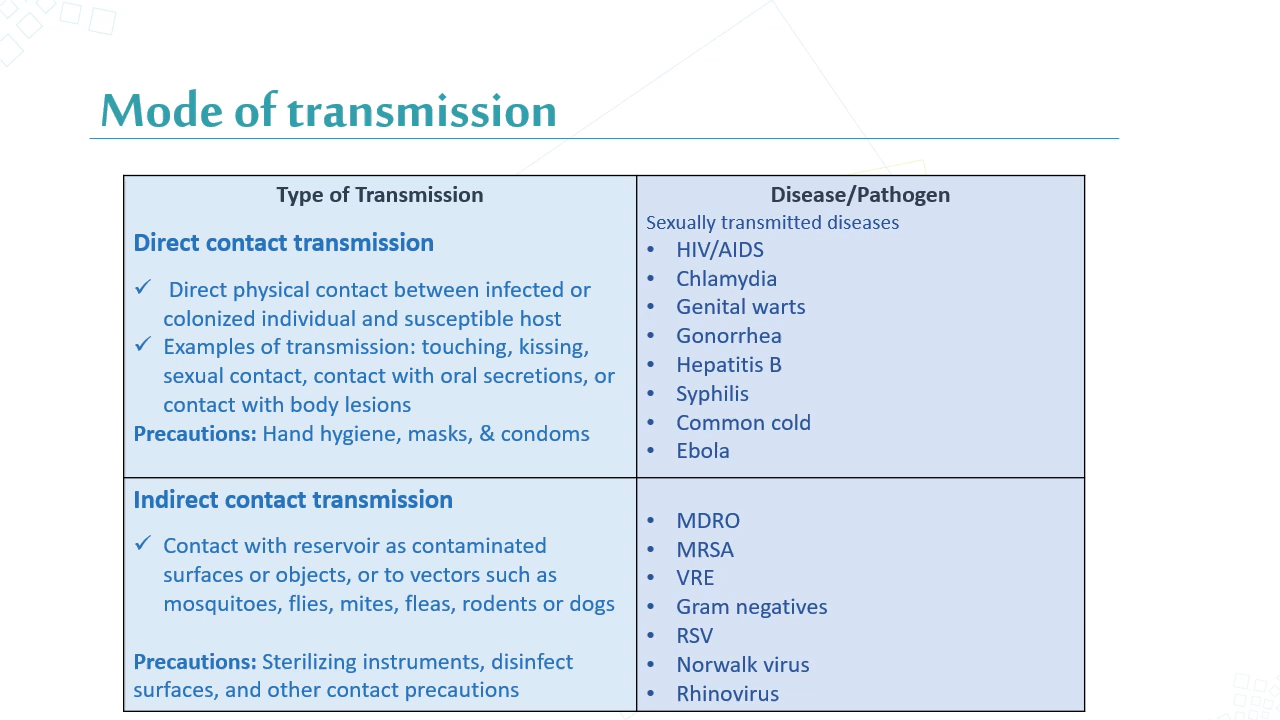 Mode of transmission
Type of Transmission
Direct contact transmission
✓ Direct physical contact between infected or
colonized individual and susceptible host
✓ Examples of transmission: touching, kissing,
sexual contact, contact with oral secretions, or
contact with body lesions
Precautions: Hand hygiene, masks, & condoms
Disease/Pathogen
Sexually transmitted diseases
• HIV/AIDS
• Chlamydia
• Genital warts
• Gonorrhea
• Hepatitis B
• Syphilis
• Common cold
• Ebola
Indirect contact transmission
✓ Contact with reservoir as contaminated
surfaces or objects, or to vectors such as
mosquitoes, flies, mites, fleas, rodents or dogs
Precautions: Sterilizing instruments, disinfect
surfaces, and other contact precautions
• MDRO
• MRSA
• VRE
• Gram negatives
• RSV
• Norwalk virus
• Rhinovirus